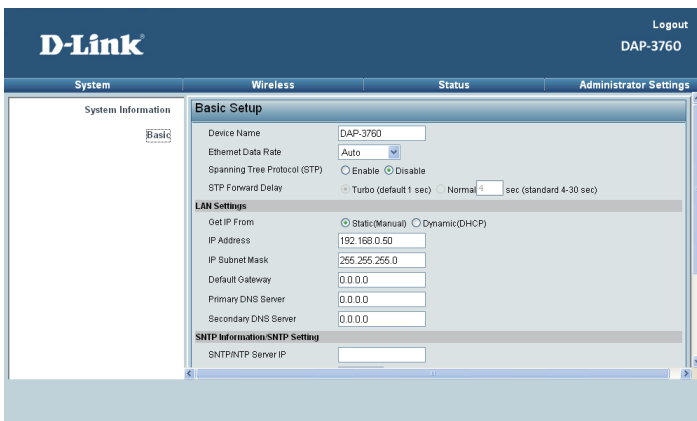 Logout
D-Link
DAP-3760
System Wireless Status Administrator Settings
System Information
Basic
Basic Setup
Device Name DAP-3760
Ethernet Data Rate Auto
Spanning Tree Protocol (STP) Enable Disable
STP Forward Delay Turbo (default 1 sec) Normal 4 sec (standard 4-30 sec)
LAN Settings
Get IP From Static(Manual) Dynamic(DHCP)
IP Address 192.168.0.50
IP Subnet Mask 255.255.255.0
Default Gateway 0.0.0.0
Primary DNS Server 0.0.0.0
Secondary DNS Server 0.0.0.0
SNTP Information/SNTP Setting
SNTP/NTP Server IP